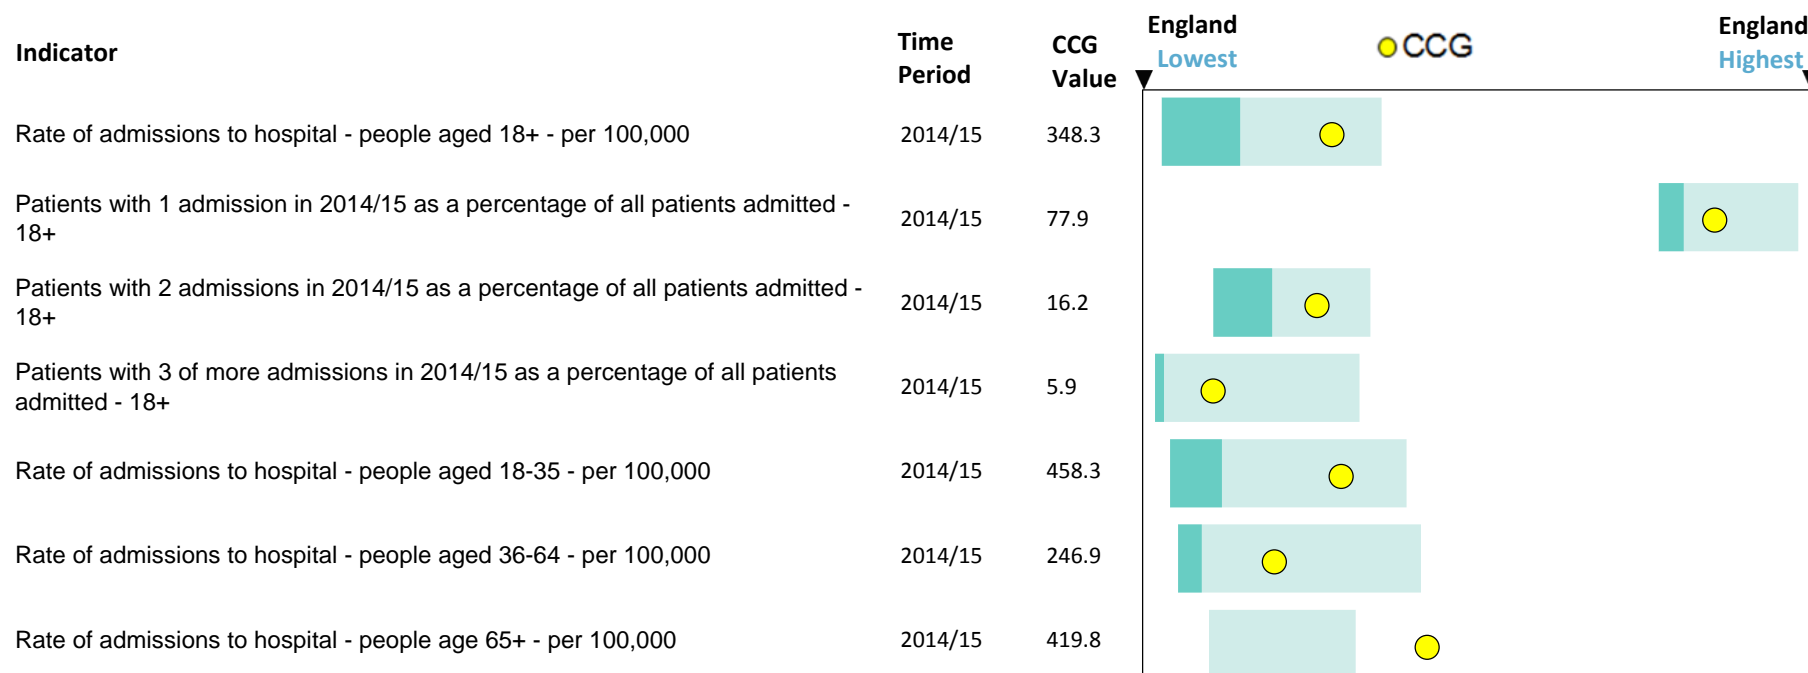 Indicator
Time
Period
CCG
Value
England
Lowest
CCG
England
Highest
Rate of admissions to hospital - people aged 18+ - per 100,000
2014/15
348.3
Patients with 1 admission in 2014/15 as a percentage of all patients admitted -
18+
2014/15
77.9
Patients with 2 admissions in 2014/15 as a percentage of all patients admitted -
18+
2014/15
16.2
Patients with 3 of more admissions in 2014/15 as a percentage of all patients
admitted - 18+
2014/15
5.9
Rate of admissions to hospital - people aged 18-35 - per 100,000
2014/15
458.3
Rate of admissions to hospital - people aged 36-64 - per 100,000
2014/15
246.9
Rate of admissions to hospital - people age 65+ - per 100,000
2014/15
419.8